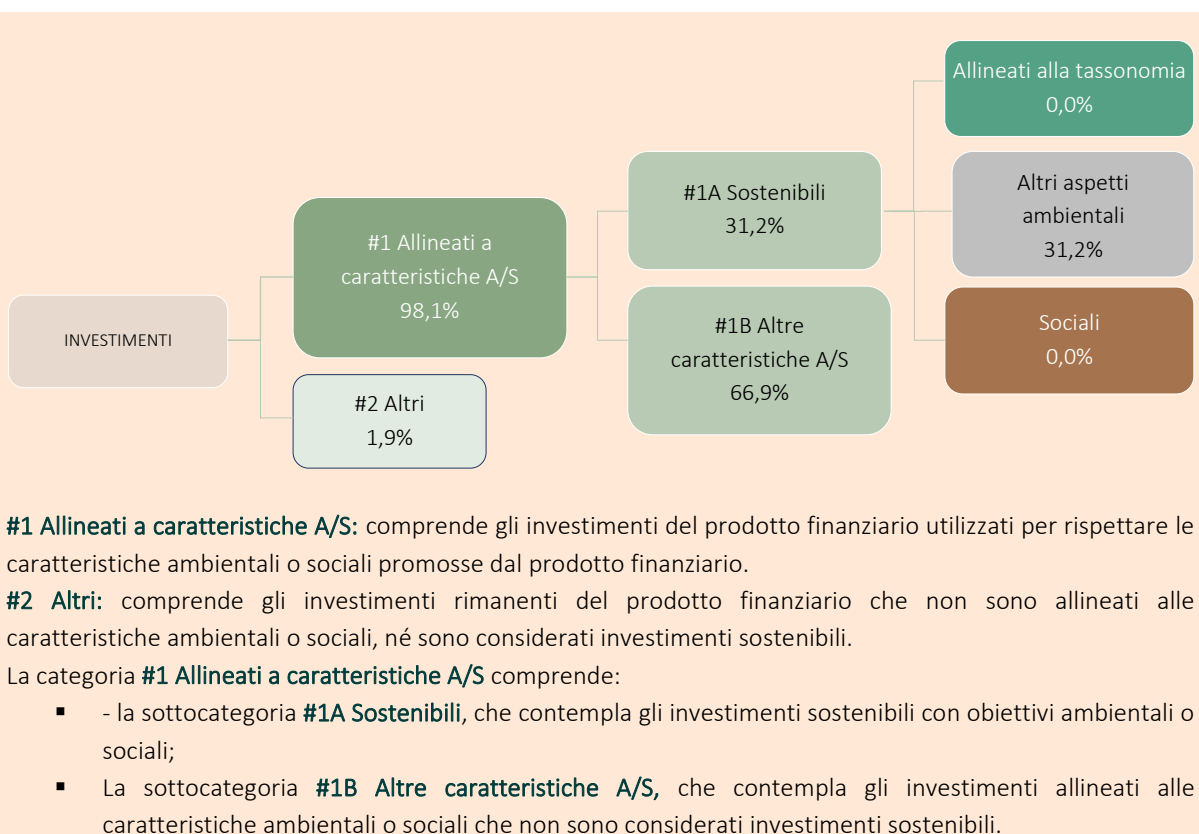 INVESTIMENTI
#1 Allineati a
caratteristiche A/S
98,1%
#2 Altri
1,9%
#1A Sostenibili
31,2%
#1B Altre
caratteristiche A/S
66,9%
Allineati alla tassonomia
0,0%
Altri aspetti
ambientali
31,2%
Sociali
0,0%
#1 Allineati a caratteristiche A/S: comprende gli investimenti del prodotto finanziario utilizzati per rispettare le
caratteristiche ambientali o sociali promosse dal prodotto finanziario.
#2 Altri: comprende gli investimenti rimanenti del prodotto finanziario che non sono allineati alle
caratteristiche ambientali o sociali, né sono considerati investimenti sostenibili.
La categoria #1 Allineati a caratteristiche A/S comprende:
▪ - la sottocategoria #1A Sostenibili, che contempla gli investimenti sostenibili con obiettivi ambientali o
sociali;
▪ La sottocategoria #1B Altre caratteristiche A/S, che contempla gli investimenti allineati alle
caratteristiche ambientali o sociali che non sono considerati investimenti sostenibili.